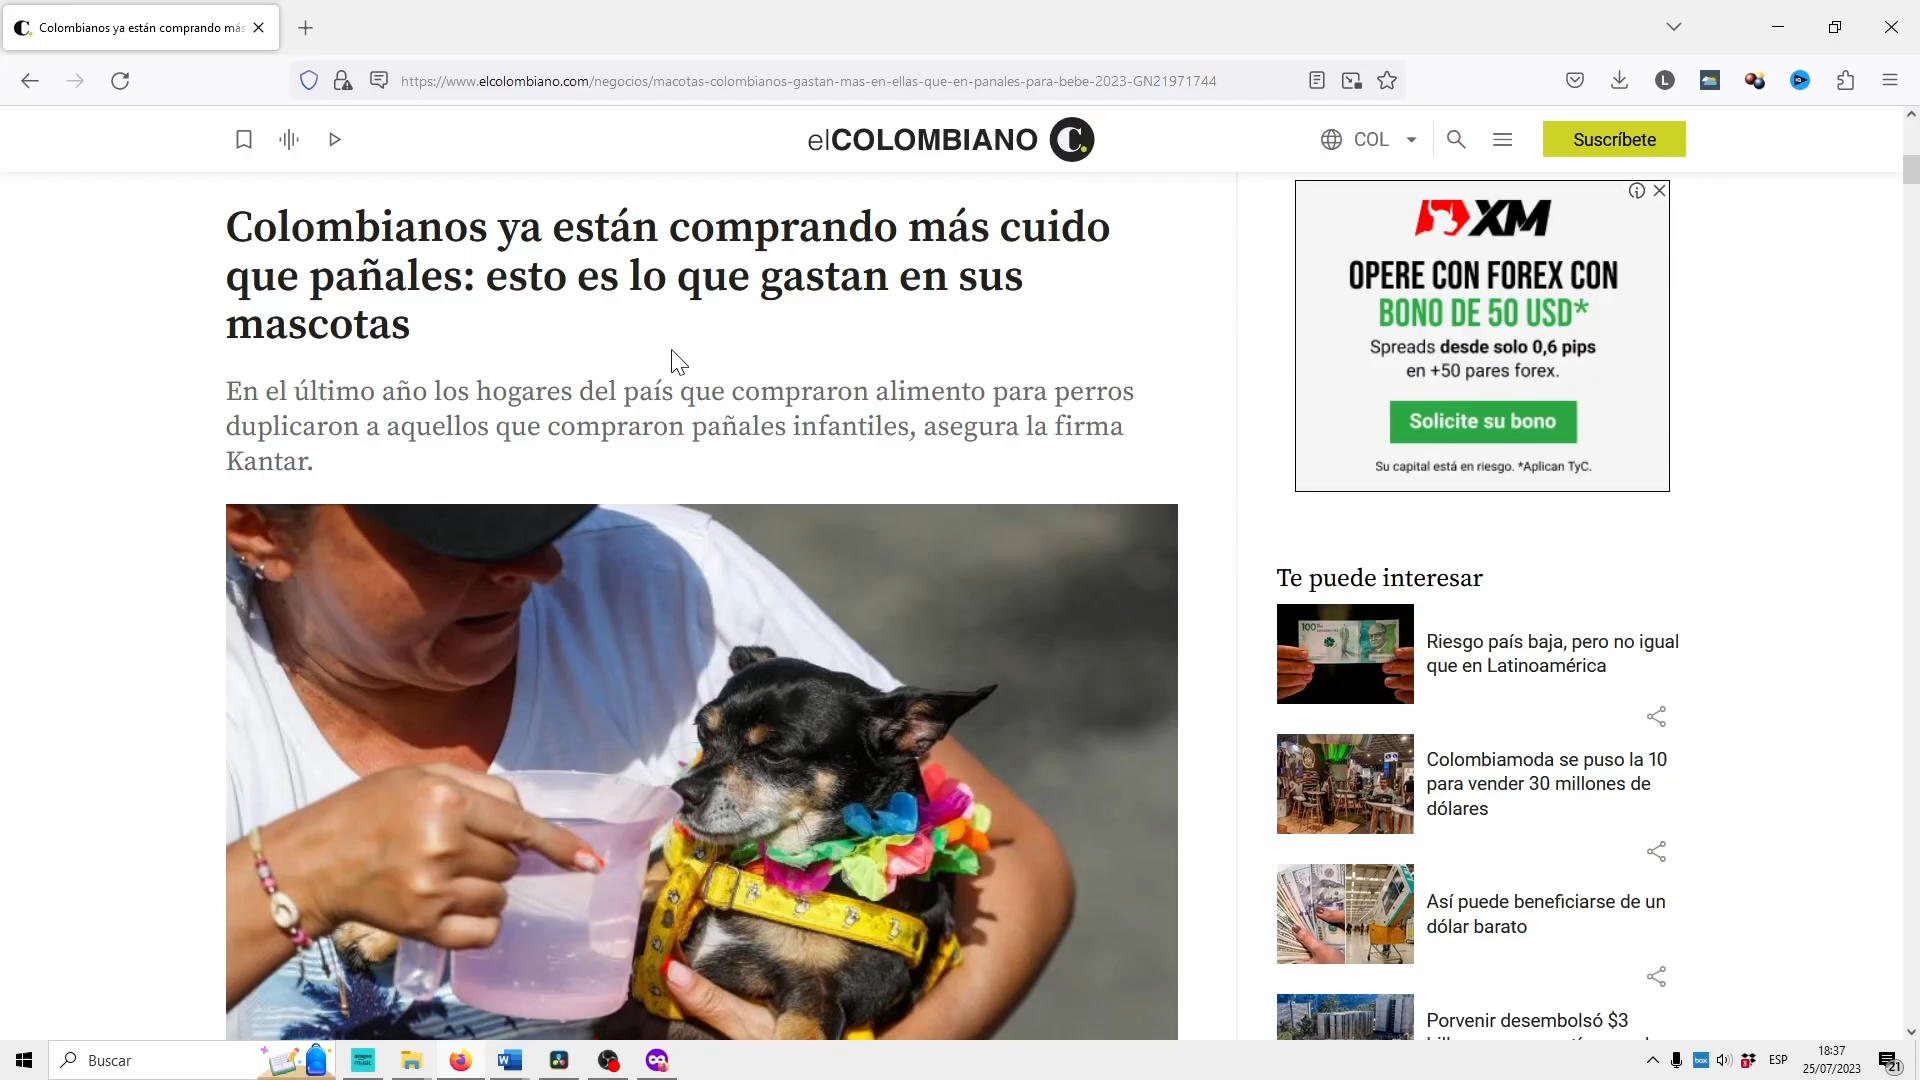 Colombianos ya están comprando más
https://www.elcolombiano.com/negocios/macotas-colombianos-gastan-mas-en-ellas-que-en-panales-para-bebe-2023-GN21971744
elCOLOMBIANO C.
COL
Suscríbete
Colombianos ya están comprando más cuido
que pañales: esto es lo que gastan en sus
mascotas
En el último año los hogares del país que compraron alimento para perros
duplicaron a aquellos que compraron pañales infantiles, asegura la firma
Kantar.
XM
OPERE CON FOREX CON
BONO DE 50 USD*
Spreads desde solo 0,6 pips
en +50 pares forex.
Solicite su bono
Su capital está en riesgo. *Aplican TyC.
Te puede interesar
Riesgo país baja, pero no igual
que en Latinoamérica
Colombiamoda se puso la 10
para vender 30 millones de
dólares
Así puede beneficiarse de un
dólar barato
Porvenir desembolsó $3
Buscar
ESP
18:37
25/07/2023
21